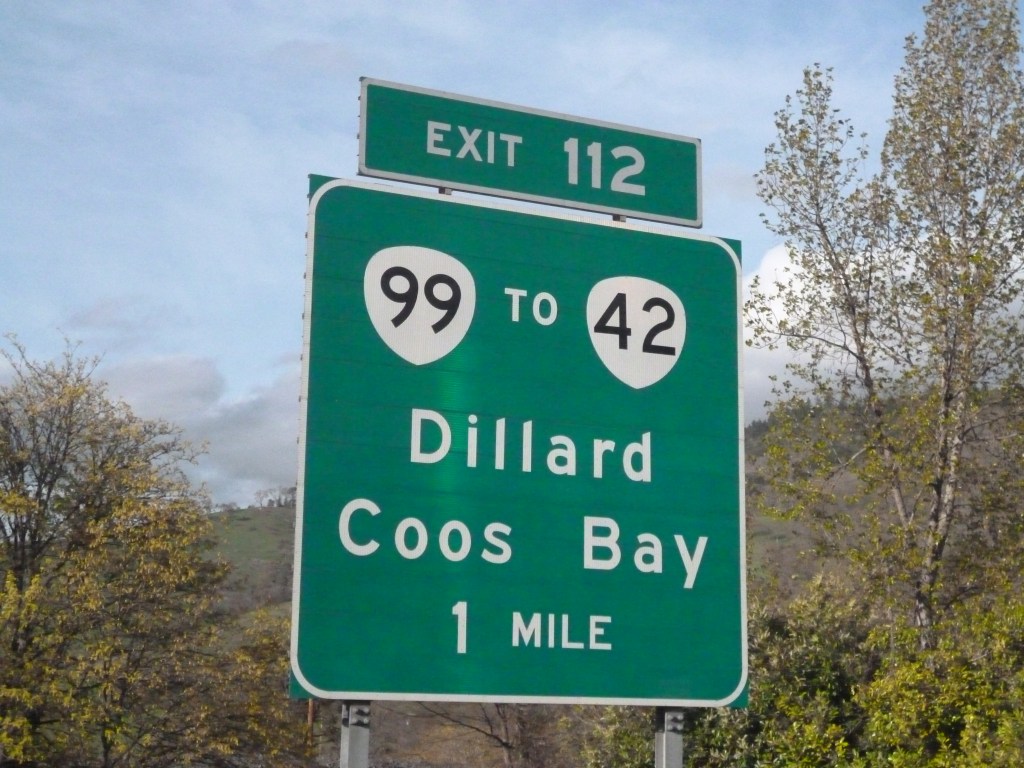 EXIT 112
99 TO 42
Dillard
Coos Bay
1 MILE